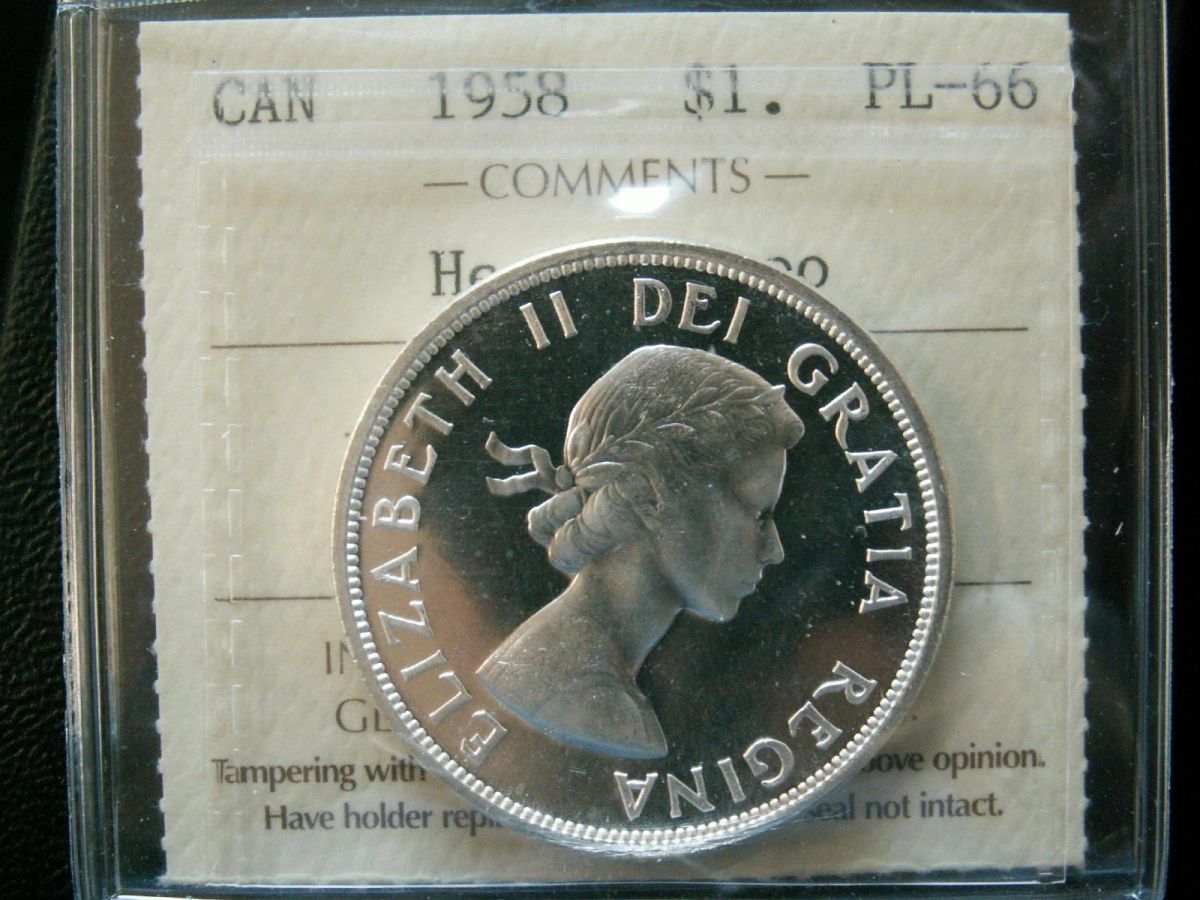 CAN 1958 $1. PL-66
— COMMENTS —
ELIZABETH II DEI GRATIA REGINA
Tampering with above opinion.
Have holder seal not intact.